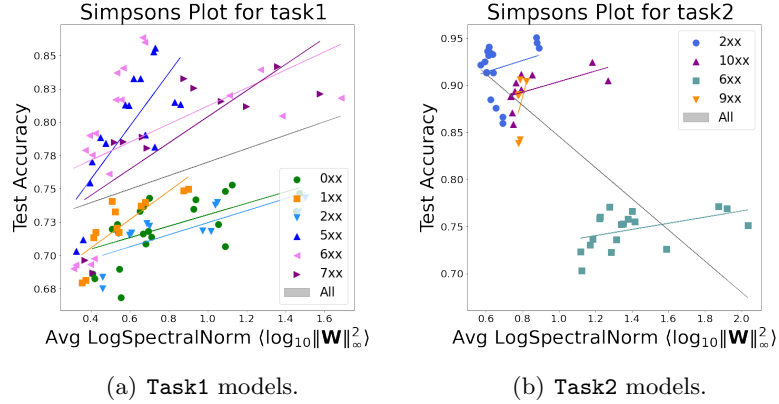 Simpsons Plot for task1
Test Accuracy
0.85
0.82
0.80
0.78
0.75
0.72
0.70
0.68
0.4
0.6
0.8
1.0
1.2
1.4
1.6
0xx
1xx
2xx
5xx
6xx
7xx
All
Avg LogSpectralNorm ⟨log₁₀‖W‖²∞⟩
(a) Task1 models.
Simpsons Plot for task2
Test Accuracy
0.95
0.90
0.85
0.80
0.75
0.70
0.6
0.8
1.0
1.2
1.4
1.6
1.8
2.0
2xx
10xx
6xx
9xx
All
Avg LogSpectralNorm ⟨log₁₀‖W‖²∞⟩
(b) Task2 models.